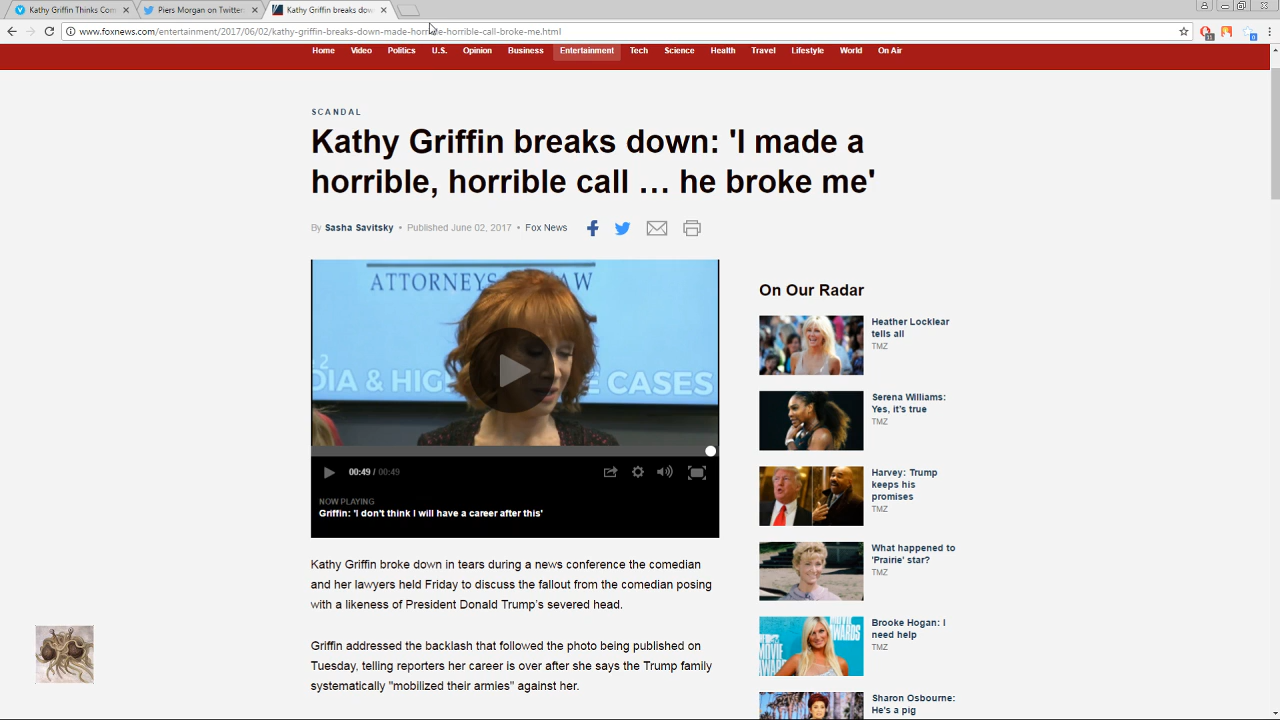 Kathy Griffin Thinks Com
Piers Morgan on Twitter:
Kathy Griffin breaks dow
www.foxnews.com/entertainment/2017/06/02/kathy-griffin-breaks-down-made-horrible-horrible-call-broke-me.html
Home Video Politics U.S. Opinion Business Entertainment Tech Science Health Travel Lifestyle World On Air
SCANDAL
Kathy Griffin breaks down: 'I made a
horrible, horrible call … he broke me'
By Sasha Savitsky • Published June 02, 2017 • Fox News
ATTORNEYS LAW
DIA & HIG E CASES
00:49 / 00:49
NOW PLAYING
Griffin: 'I don't think I will have a career after this'
Kathy Griffin broke down in tears during a news conference the comedian
and her lawyers held Friday to discuss the fallout from the comedian posing
with a likeness of President Donald Trump's severed head.
Griffin addressed the backlash that followed the photo being published on
Tuesday, telling reporters her career is over after she says the Trump family
systematically "mobilized their armies" against her.
On Our Radar
Heather Locklear
tells all
TMZ
Serena Williams:
Yes, it's true
TMZ
Harvey: Trump
keeps his
promises
TMZ
What happened to
'Prairie' star?
TMZ
Brooke Hogan: I
need help
TMZ
Sharon Osbourne:
He's a pig